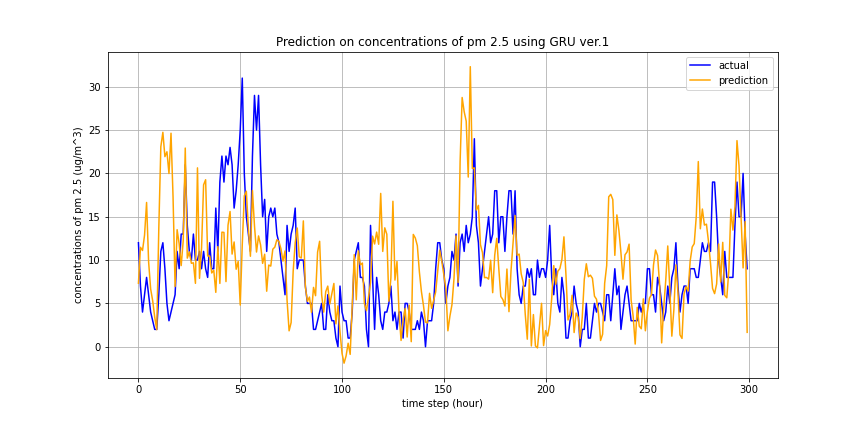 Prediction on concentrations of pm 2.5 using GRU ver.1
actual
prediction
concentrations of pm 2.5 (ug/m^3)
30
25
20
15
10
5
0
0 50 100 150 200 250 300
time step (hour)